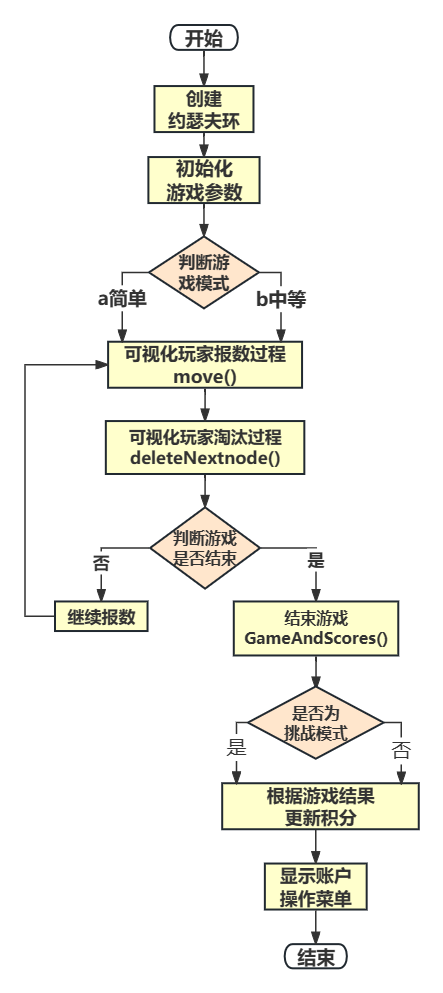 开始
创建
约瑟夫环
初始化
游戏参数
判断游
戏模式
a简单
b中等
可视化玩家报数过程
move()
可视化玩家淘汰过程
deleteNextnode()
判断游戏
是否结束
否
是
继续报数
结束游戏
GameAndScores()
是否为
挑战模式
是
否
根据游戏结果
更新积分
显示账户
操作菜单
结束